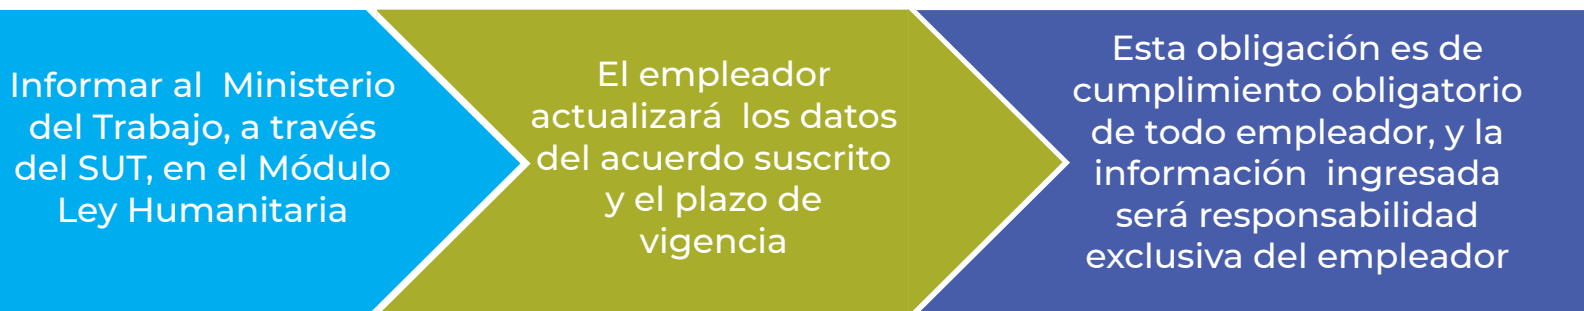 Informar al Ministerio
del Trabajo, a través
del SUT, en el Módulo
Ley Humanitaria
El empleador
actualizará los datos
del acuerdo suscrito
y el plazo de
vigencia
Esta obligación es de
cumplimiento obligatorio
de todo empleador, y la
información ingresada
será responsabilidad
exclusiva del empleador